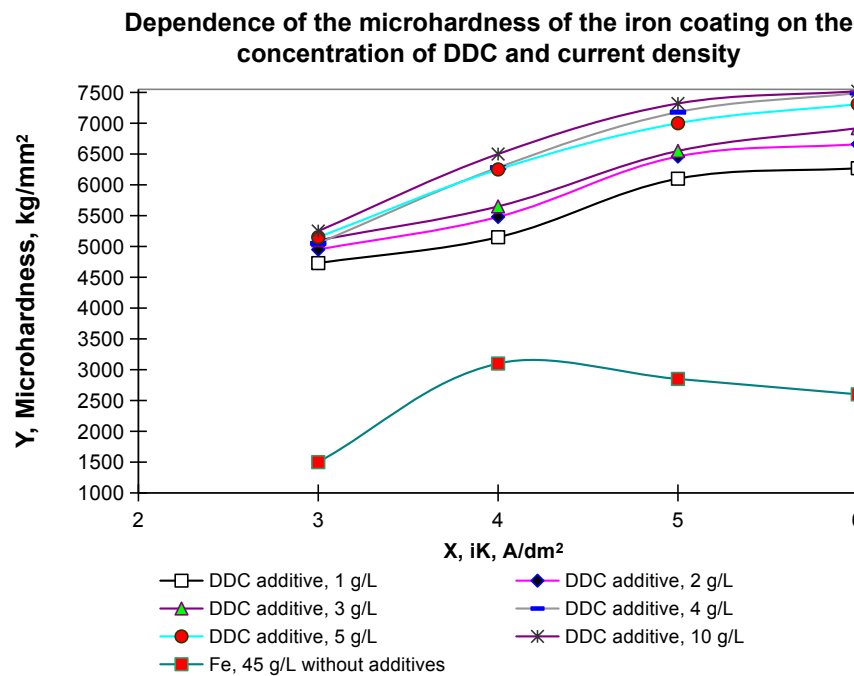 Dependence of the microhardness of the iron coating on the
concentration of DDC and current density
Y, Microhardness, kg/mm²
7500
7000
6500
6000
5500
5000
4500
4000
3500
3000
2500
2000
1500
1000
2 3 4 5 6
X, iK, A/dm²
DDC additive, 1 g/L DDC additive, 2 g/L
DDC additive, 3 g/L DDC additive, 4 g/L
DDC additive, 5 g/L DDC additive, 10 g/L
Fe, 45 g/L without additives